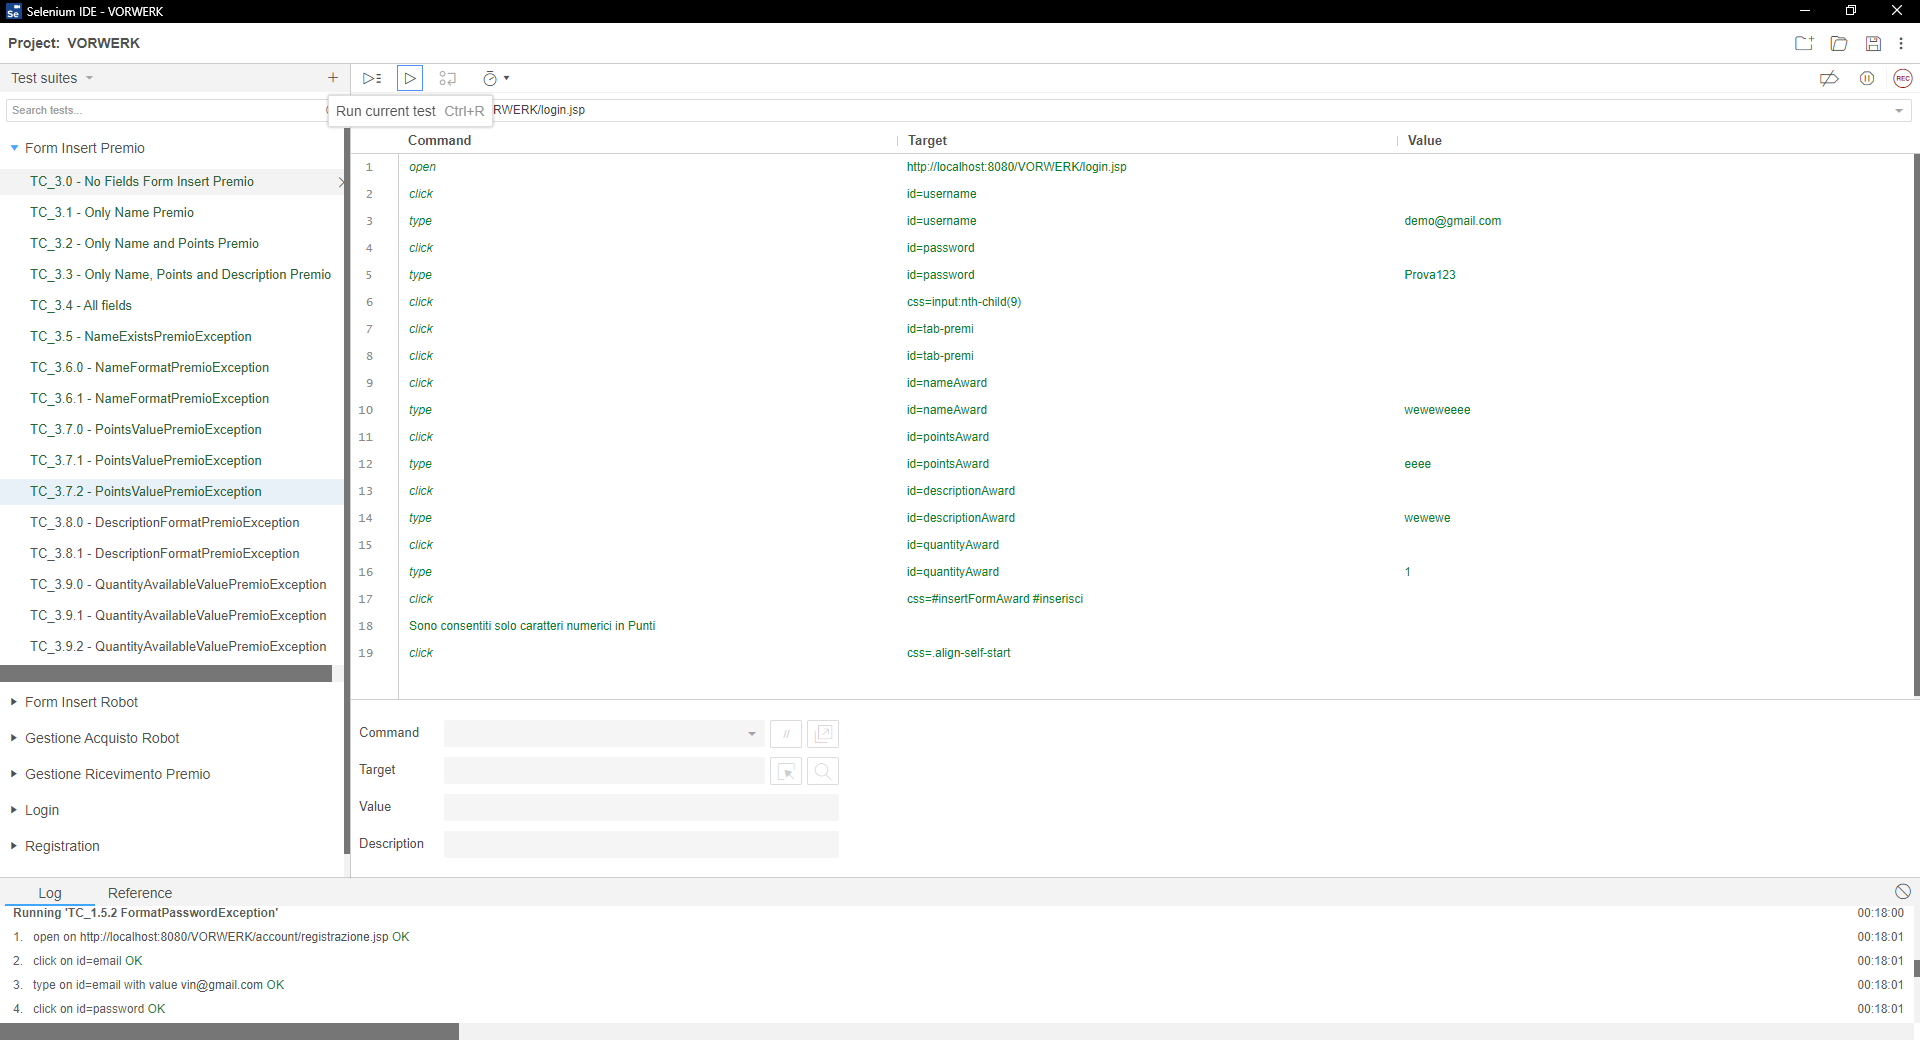 Se Selenium IDE - VORWERK
Project: VORWERK
Test suites
Search tests...
Run current test Ctrl+R
RWERK/login.jsp
REC
Form Insert Premio
TC_3.0 - No Fields Form Insert Premio
TC_3.1 - Only Name Premio
TC_3.2 - Only Name and Points Premio
TC_3.3 - Only Name, Points and Description Premio
TC_3.4 - All fields
TC_3.5 - NameExistsPremioException
TC_3.6.0 - NameFormatPremioException
TC_3.6.1 - NameFormatPremioException
TC_3.7.0 - PointsValuePremioException
TC_3.7.1 - PointsValuePremioException
TC_3.7.2 - PointsValuePremioException
TC_3.8.0 - DescriptionFormatPremioException
TC_3.8.1 - DescriptionFormatPremioException
TC_3.9.0 - QuantityAvailableValuePremioException
TC_3.9.1 - QuantityAvailableValuePremioException
TC_3.9.2 - QuantityAvailableValuePremioException
Form Insert Robot
Gestione Acquisto Robot
Gestione Ricevimento Premio
Login
Registration
Command Target Value
1 open http://localhost:8080/VORWERK/login.jsp
2 click id=username
3 type id=username demo@gmail.com
4 click id=password
5 type id=password Prova123
6 click css=input:nth-child(9)
7 click id=tab-premi
8 click id=tab-premi
9 click id=nameAward
10 type id=nameAward weweweeee
11 click id=pointsAward
12 type id=pointsAward eeee
13 click id=descriptionAward
14 type id=descriptionAward wewewe
15 click id=quantityAward
16 type id=quantityAward 1
17 click css=#insertFormAward #inserisci
18 Sono consentiti solo caratteri numerici in Punti
19 click css=.align-self-start
Command //
Target
Value
Description
Log Reference
Running 'TC_1.5.2 FormatPasswordException' 00:18:00
1. open on http://localhost:8080/VORWERK/account/registrazione.jsp OK 00:18:01
2. click on id=email OK 00:18:01
3. type on id=email with value vin@gmail.com OK 00:18:01
4. click on id=password OK 00:18:01